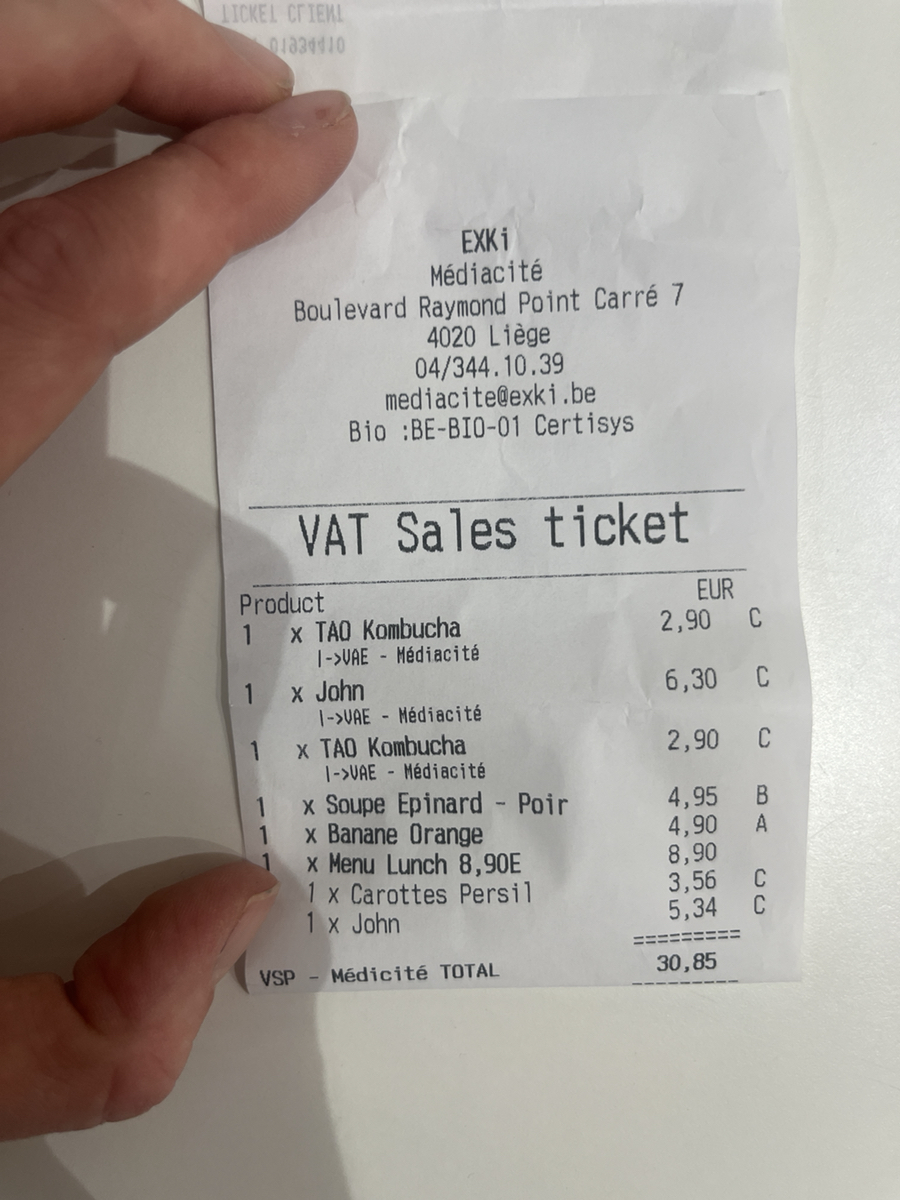 EXKi
Médiacité
Boulevard Raymond Point Carré 7
4020 Liège
04/344.10.39
mediacite@exki.be
Bio :BE-BIO-01 Certisys
VAT Sales ticket
Product EUR
1 x TAO Kombucha 2,90 C
|->VAE - Médiacité
1 x John 6,30 C
|->VAE - Médiacité
1 x TAO Kombucha 2,90 C
|->VAE - Médiacité
1 x Soupe Epinard - Poir 4,95 B
1 x Banane Orange 4,90 A
1 x Menu Lunch 8,90E 8,90
1 x Carottes Persil 3,56 C
1 x John 5,34 C
=========
VSP - Médicité TOTAL 30,85
---------